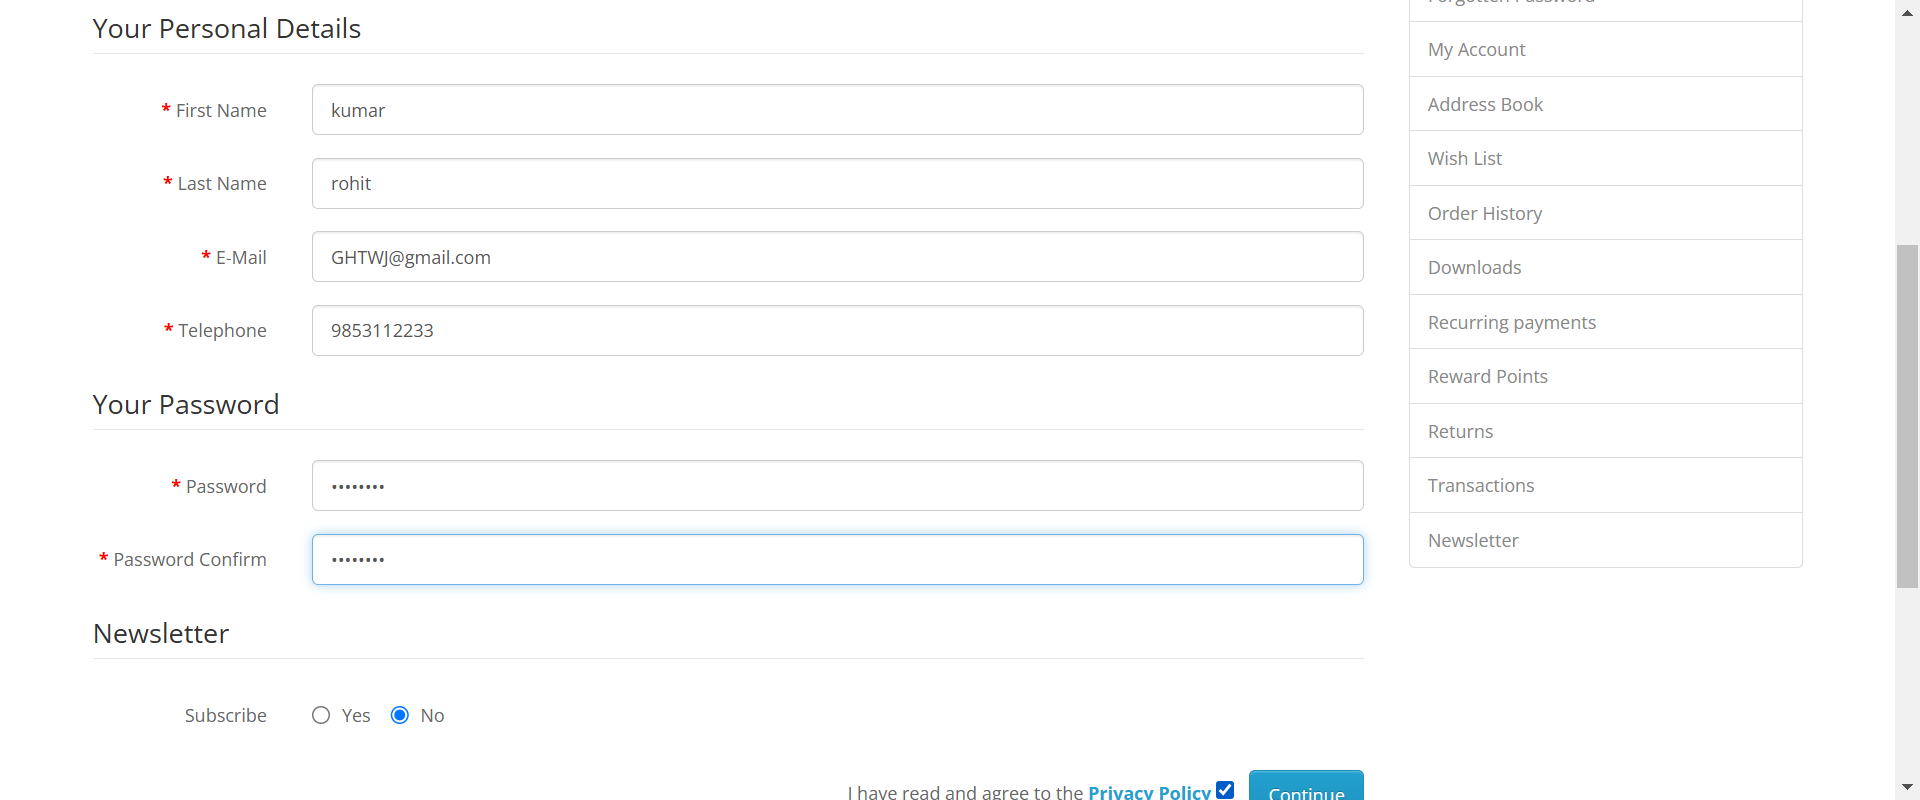 Your Personal Details
* First Name
kumar
* Last Name
rohit
* E-Mail
GHTWJ@gmail.com
* Telephone
9853112233
Your Password
* Password
••••••••
* Password Confirm
••••••••
Newsletter
Subscribe
Yes
No
I have read and agree to the Privacy Policy
Continue
Forgotten Password
My Account
Address Book
Wish List
Order History
Downloads
Recurring payments
Reward Points
Returns
Transactions
Newsletter